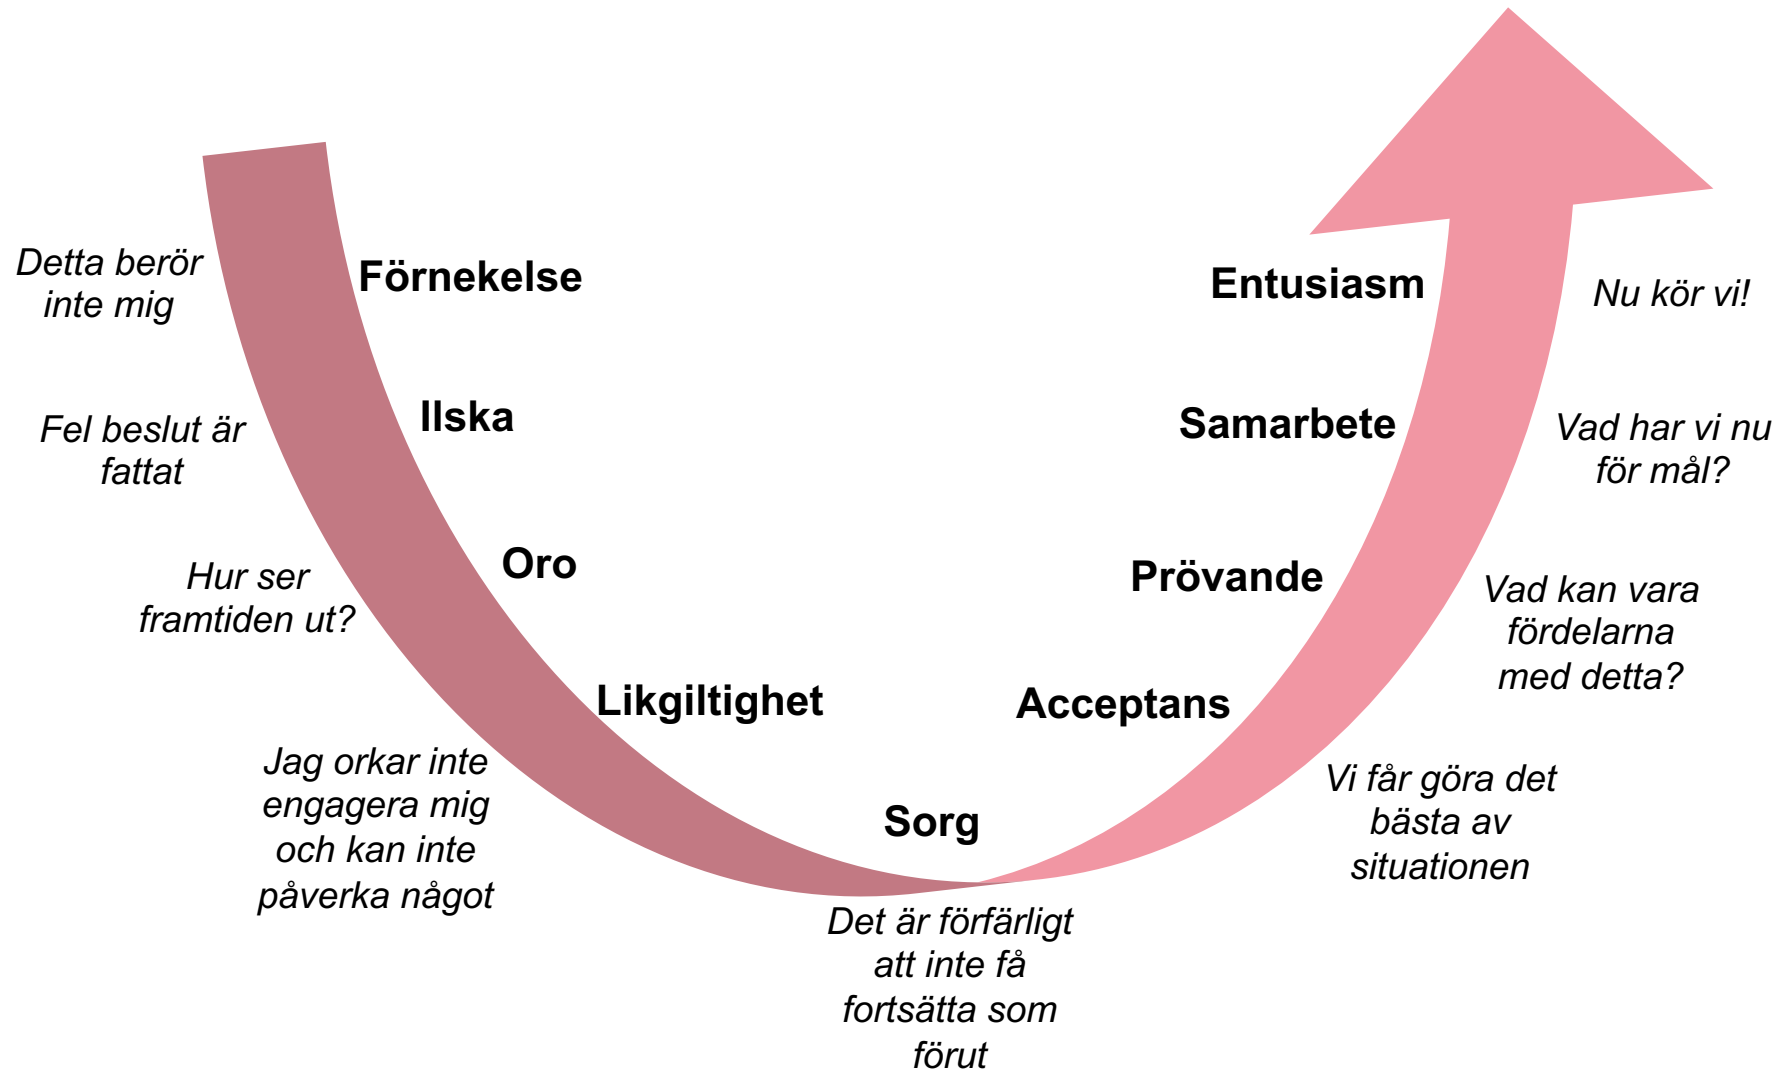 Detta berör
inte mig
Förnekelse
Fel beslut är
fattat
Ilska
Hur ser
framtiden ut?
Oro
Jag orkar inte
engagera mig
och kan inte
påverka något
Likgiltighet
Sorg
Det är förfärligt
att inte få
fortsätta som
förut
Acceptans
Vi får göra det
bästa av
situationen
Prövande
Vad kan vara
fördelarna
med detta?
Samarbete
Vad har vi nu
för mål?
Entusiasm
Nu kör vi!